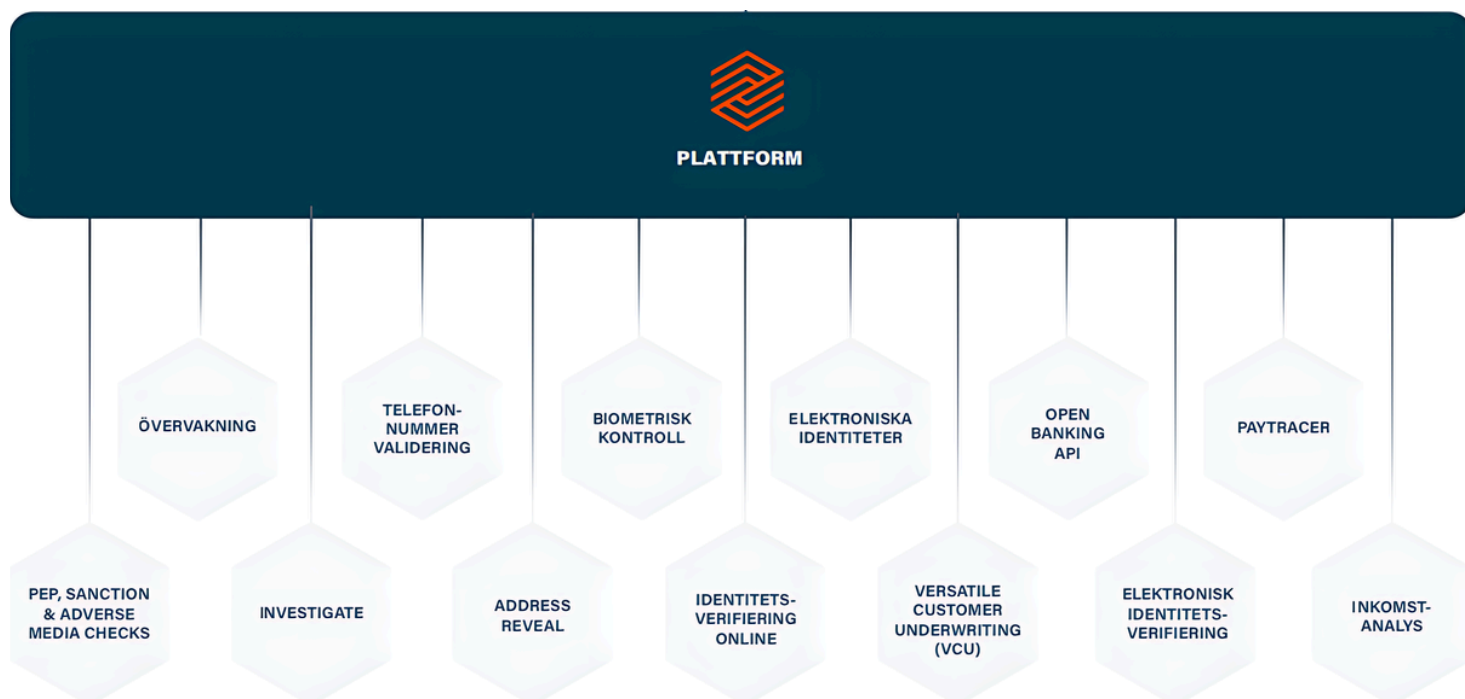 PLATTFORM
ÖVERVAKNING
TELEFON-
NUMMER
VALIDERING
BIOMETRISK
KONTROLL
ELEKTRONISKA
IDENTITETER
OPEN
BANKING
API
PAYTRACER
PEP, SANCTION
& ADVERSE
MEDIA CHECKS
INVESTIGATE
ADDRESS
REVEAL
IDENTITETS-
VERIFIERING
ONLINE
VERSATILE
CUSTOMER
UNDERWRITING
(VCU)
ELEKTRONISK
IDENTITETS-
VERIFIERING
INKOMST-
ANALYS